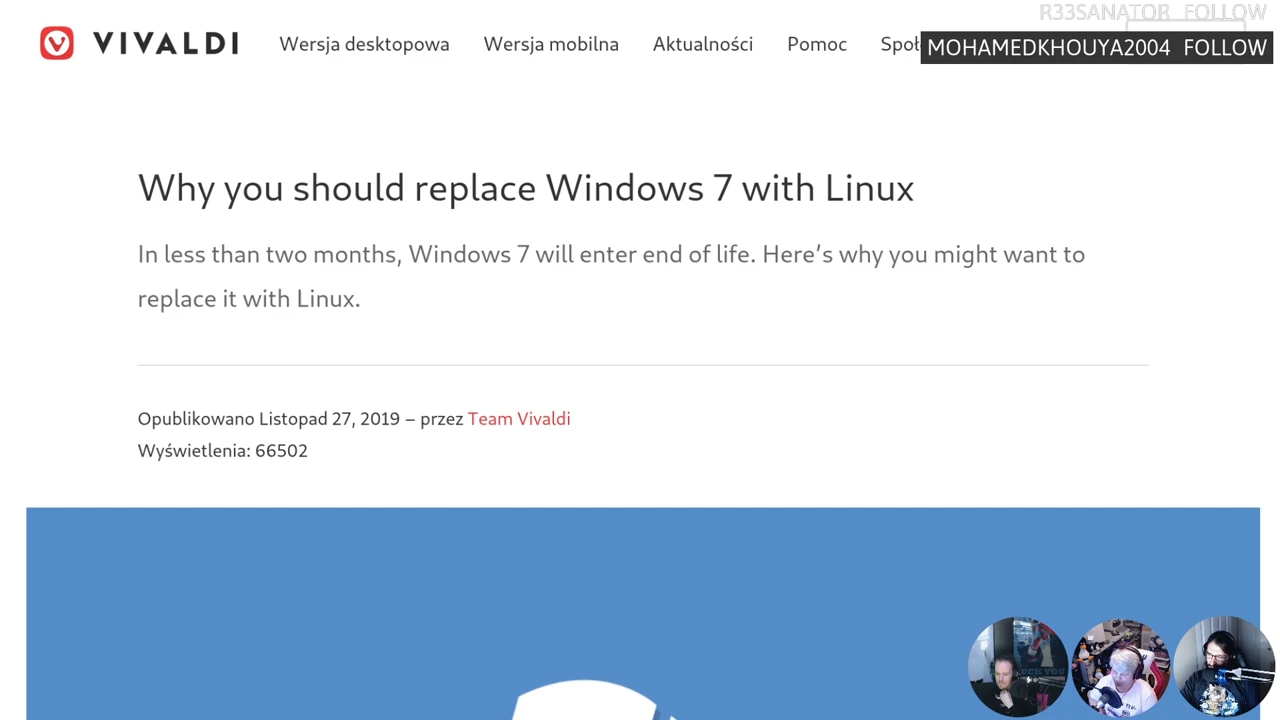 R33SANATOR FOLLOW
VIVALDI Wersja desktopowa Wersja mobilna Aktualności Pomoc Społ
MOHAMEDKHOUYA2004 FOLLOW
Why you should replace Windows 7 with Linux
In less than two months, Windows 7 will enter end of life. Here’s why you might want to
replace it with Linux.
Opublikowano Listopad 27, 2019 – przez Team Vivaldi
Wyświetlenia: 66502